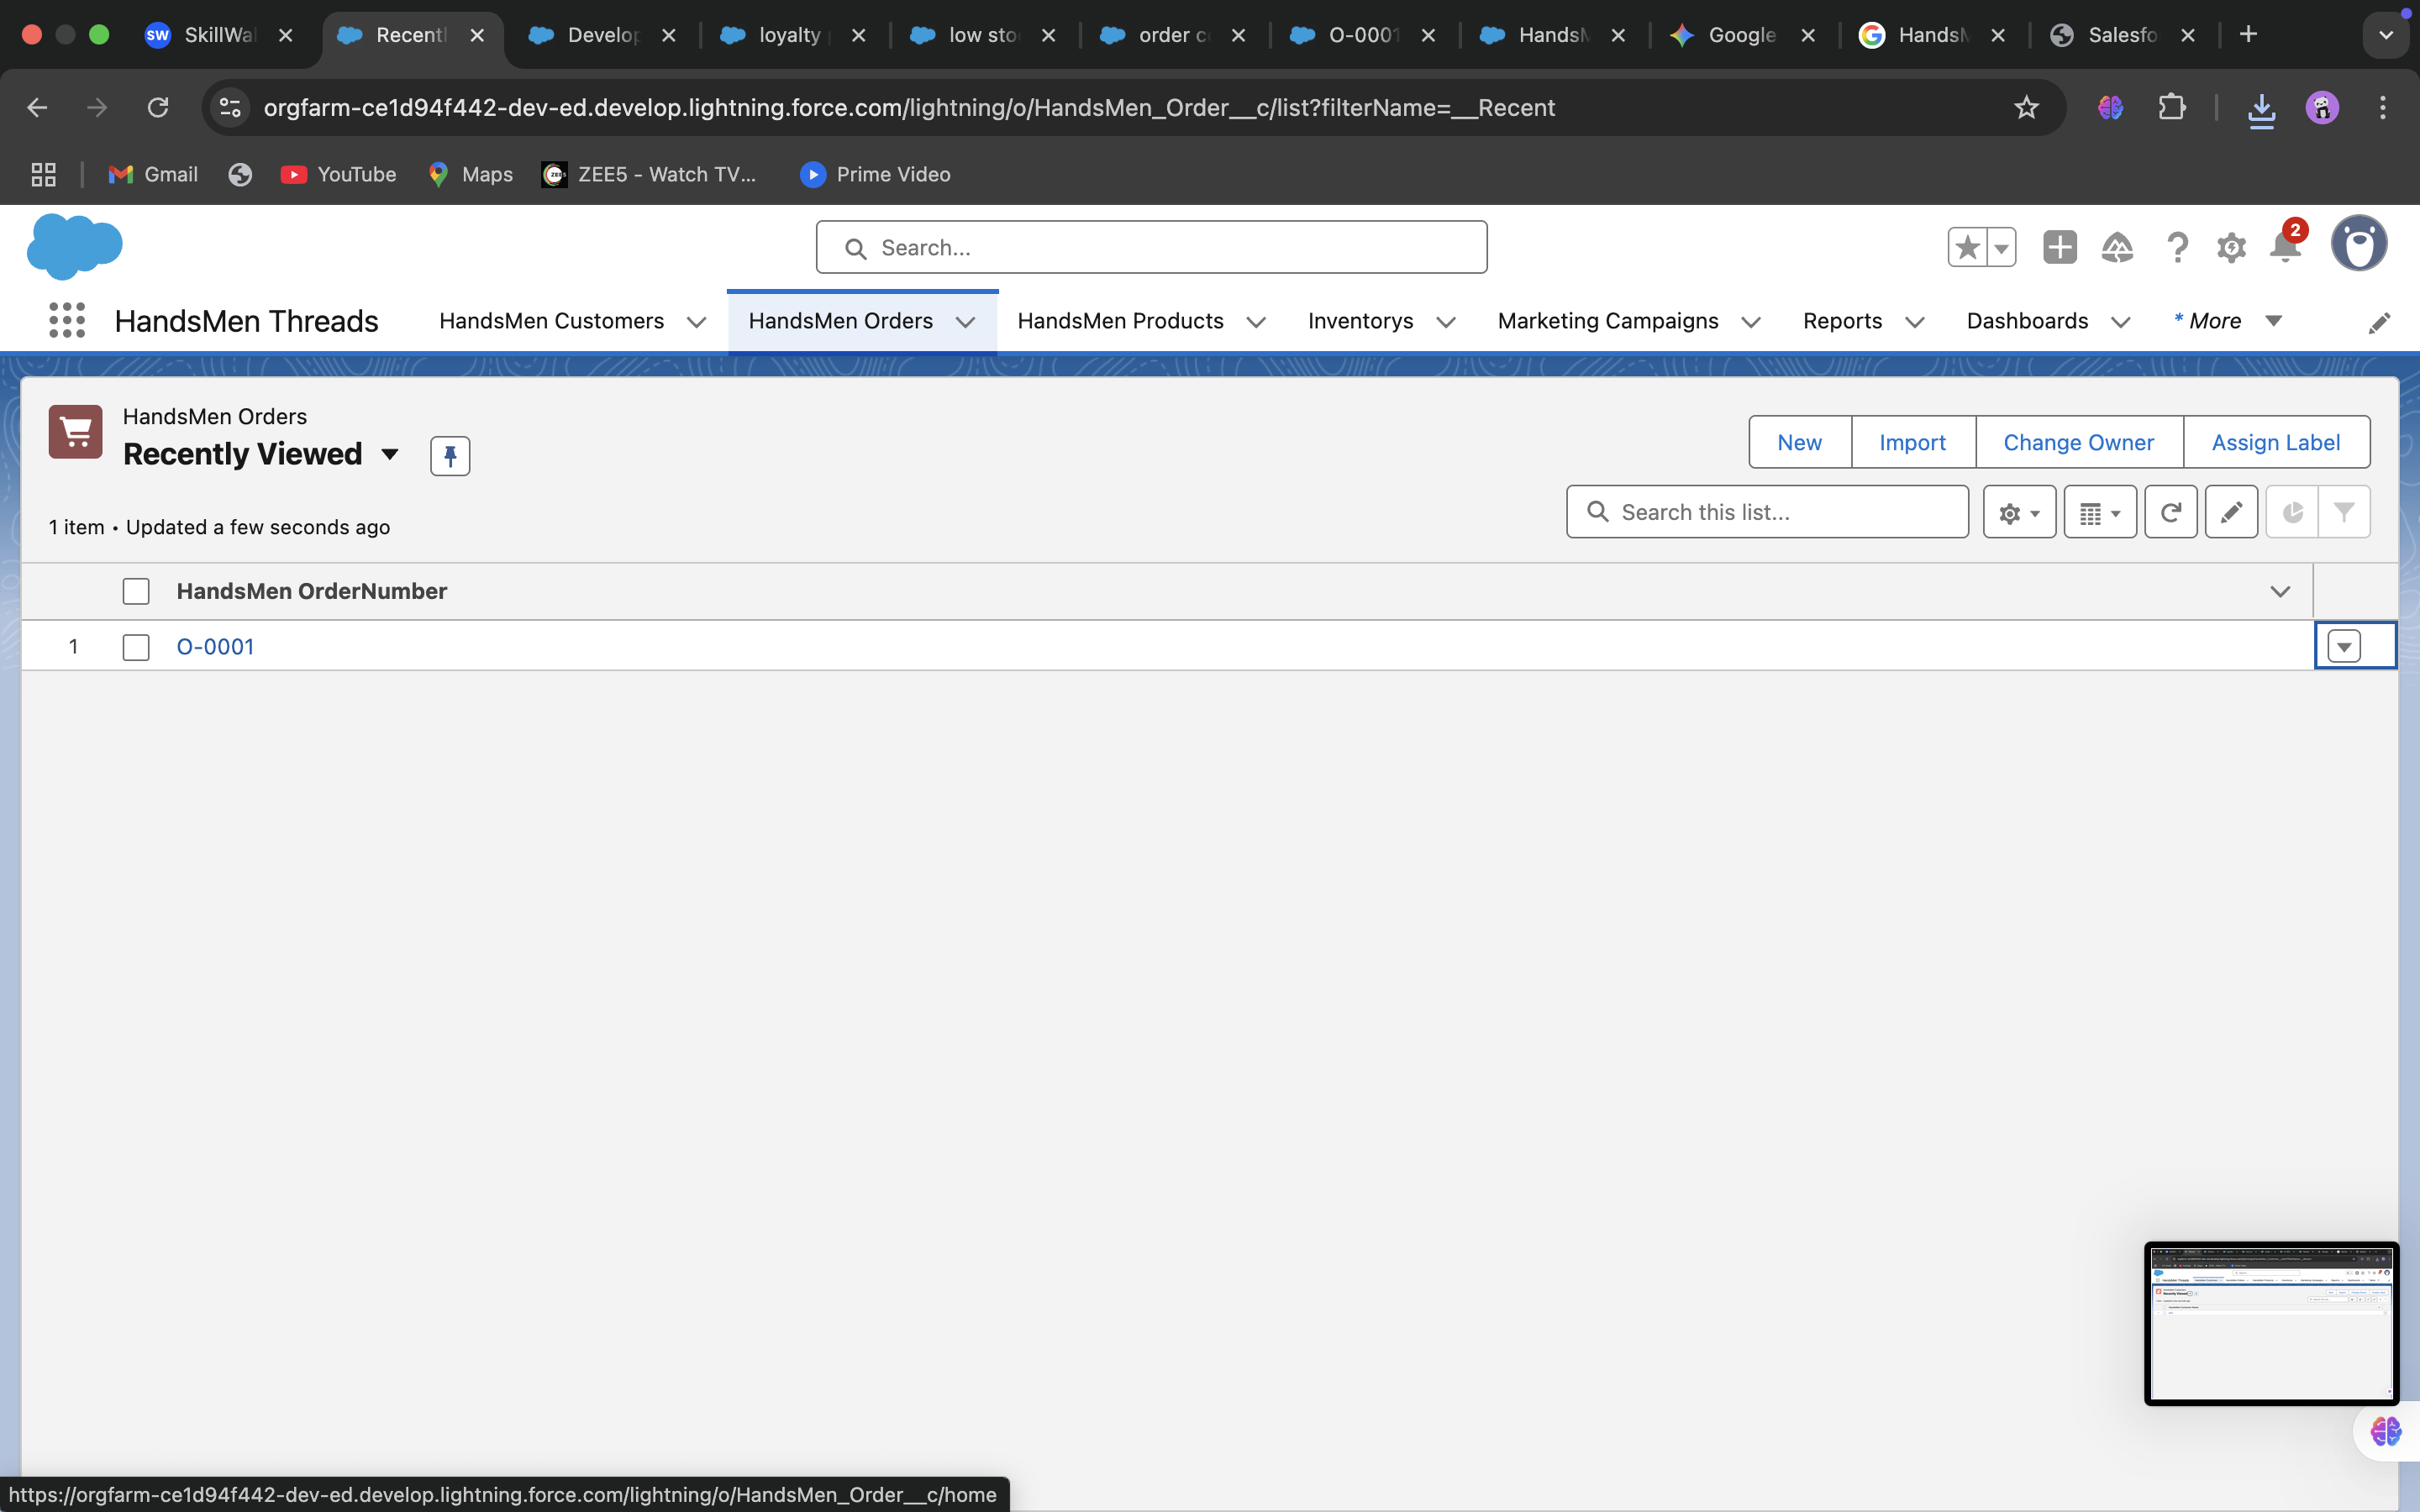 SW SkillWal Recentl Develop loyalty low sto order c O-0001 HandsM Google HandsM Salesfo
orgfarm-ce1d94f442-dev-ed.develop.lightning.force.com/lightning/o/HandsMen_Order__c/list?filterName=__Recent
Gmail YouTube Maps ZEE5 - Watch TV... Prime Video
Search... 2
HandsMen Threads HandsMen Customers HandsMen Orders HandsMen Products Inventorys Marketing Campaigns Reports Dashboards * More
HandsMen Orders
Recently Viewed
New Import Change Owner Assign Label
1 item • Updated a few seconds ago
Search this list...
HandsMen OrderNumber
1 O-0001
https://orgfarm-ce1d94f442-dev-ed.develop.lightning.force.com/lightning/o/HandsMen_Order__c/home